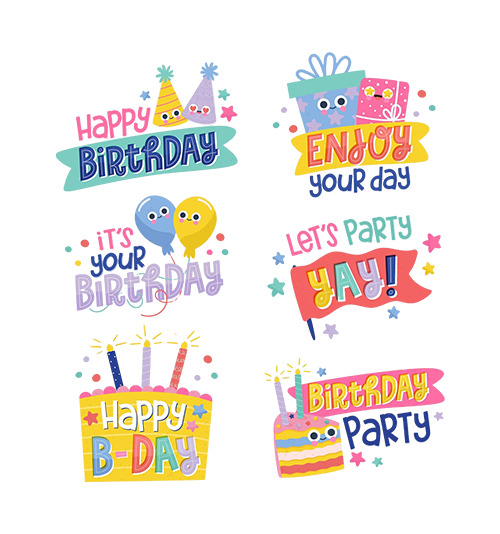 HAPPY
BiRTHDAY
ENJOY
your day
iT'S
youR
BiRTHDAY
LET'S PARTY
YAY!
HAPPY
B-DAY
BiRTHDAY
PARTY